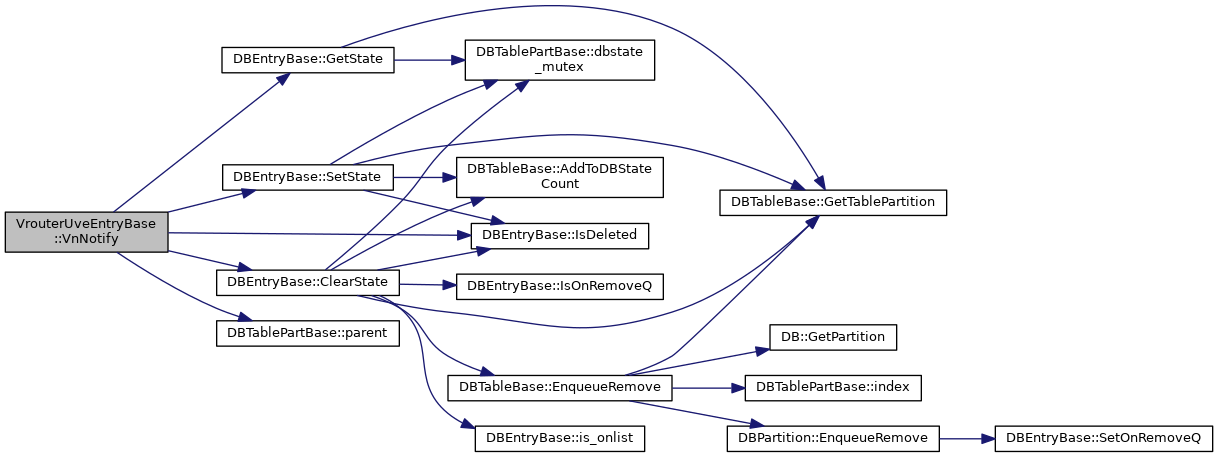 VrouterUveEntryBase
::VnNotify
DBEntryBase::GetState
DBTablePartBase::dbstate
_mutex
DBEntryBase::SetState
DBTableBase::AddToDBState
Count
DBTableBase::GetTablePartition
DBEntryBase::IsDeleted
DBEntryBase::ClearState
DBEntryBase::IsOnRemoveQ
DBTablePartBase::parent
DB::GetPartition
DBTableBase::EnqueueRemove
DBTablePartBase::index
DBEntryBase::is_onlist
DBPartition::EnqueueRemove
DBEntryBase::SetOnRemoveQ